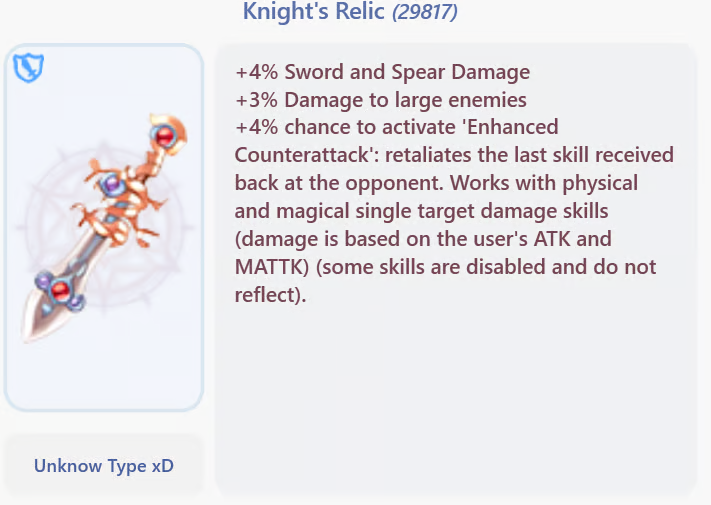 Knight's Relic (29817)
+4% Sword and Spear Damage
+3% Damage to large enemies
+4% chance to activate 'Enhanced
Counterattack': retaliates the last skill received
back at the opponent. Works with physical
and magical single target damage skills
(damage is based on the user's ATK and
MATTK) (some skills are disabled and do not
reflect).
Unknow Type xD